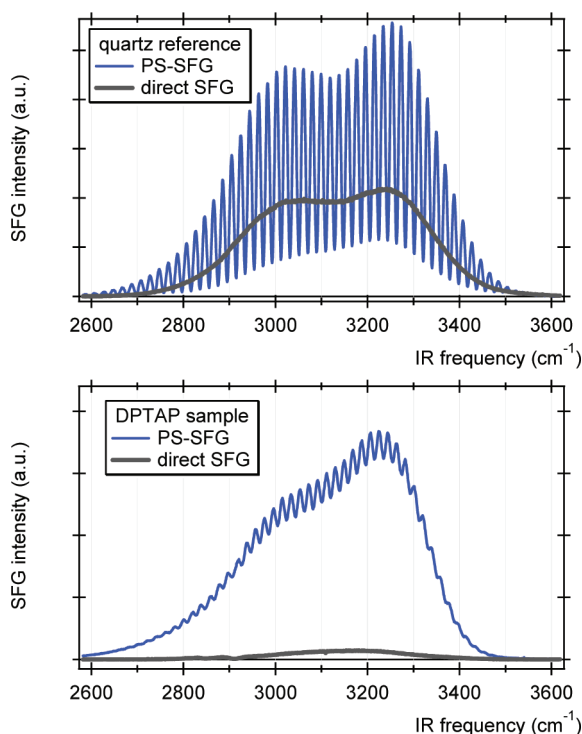 quartz reference
PS-SFG
direct SFG
SFG intensity (a.u.)
2600 2800 3000 3200 3400 3600
IR frequency (cm⁻¹)
DPTAP sample
PS-SFG
direct SFG
SFG intensity (a.u.)
2600 2800 3000 3200 3400 3600
IR frequency (cm⁻¹)